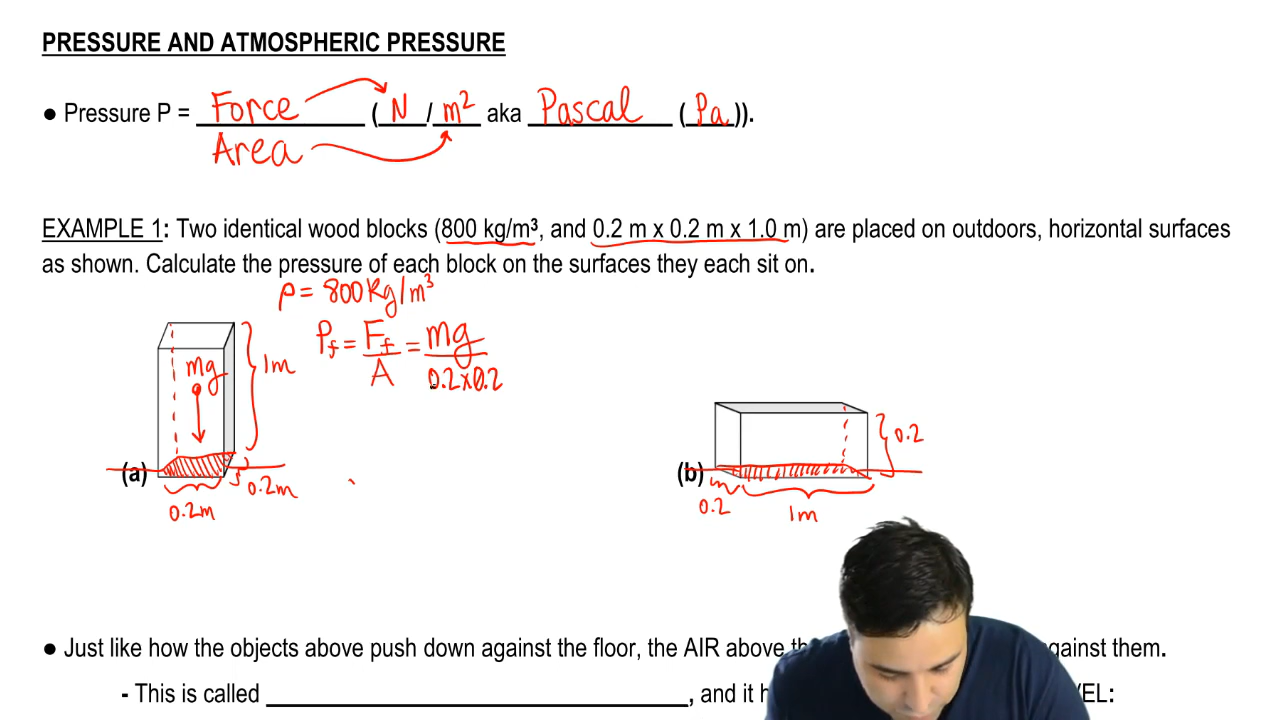 PRESSURE AND ATMOSPHERIC PRESSURE
● Pressure P = Force (N/m² aka Pascal (Pa)).
Area
EXAMPLE 1: Two identical wood blocks (800 kg/m³, and 0.2 m x 0.2 m x 1.0 m) are placed on outdoors, horizontal surfaces
as shown. Calculate the pressure of each block on the surfaces they each sit on.
ρ = 800 Kg/m³
P_f = F_f / A = mg / 0.2×0.2
mg
1m
(a)
0.2m
0.2m
0.2
(b)
0.2
1m
● Just like how the objects above push down against the floor, the AIR above against them.
- This is called ____, and it